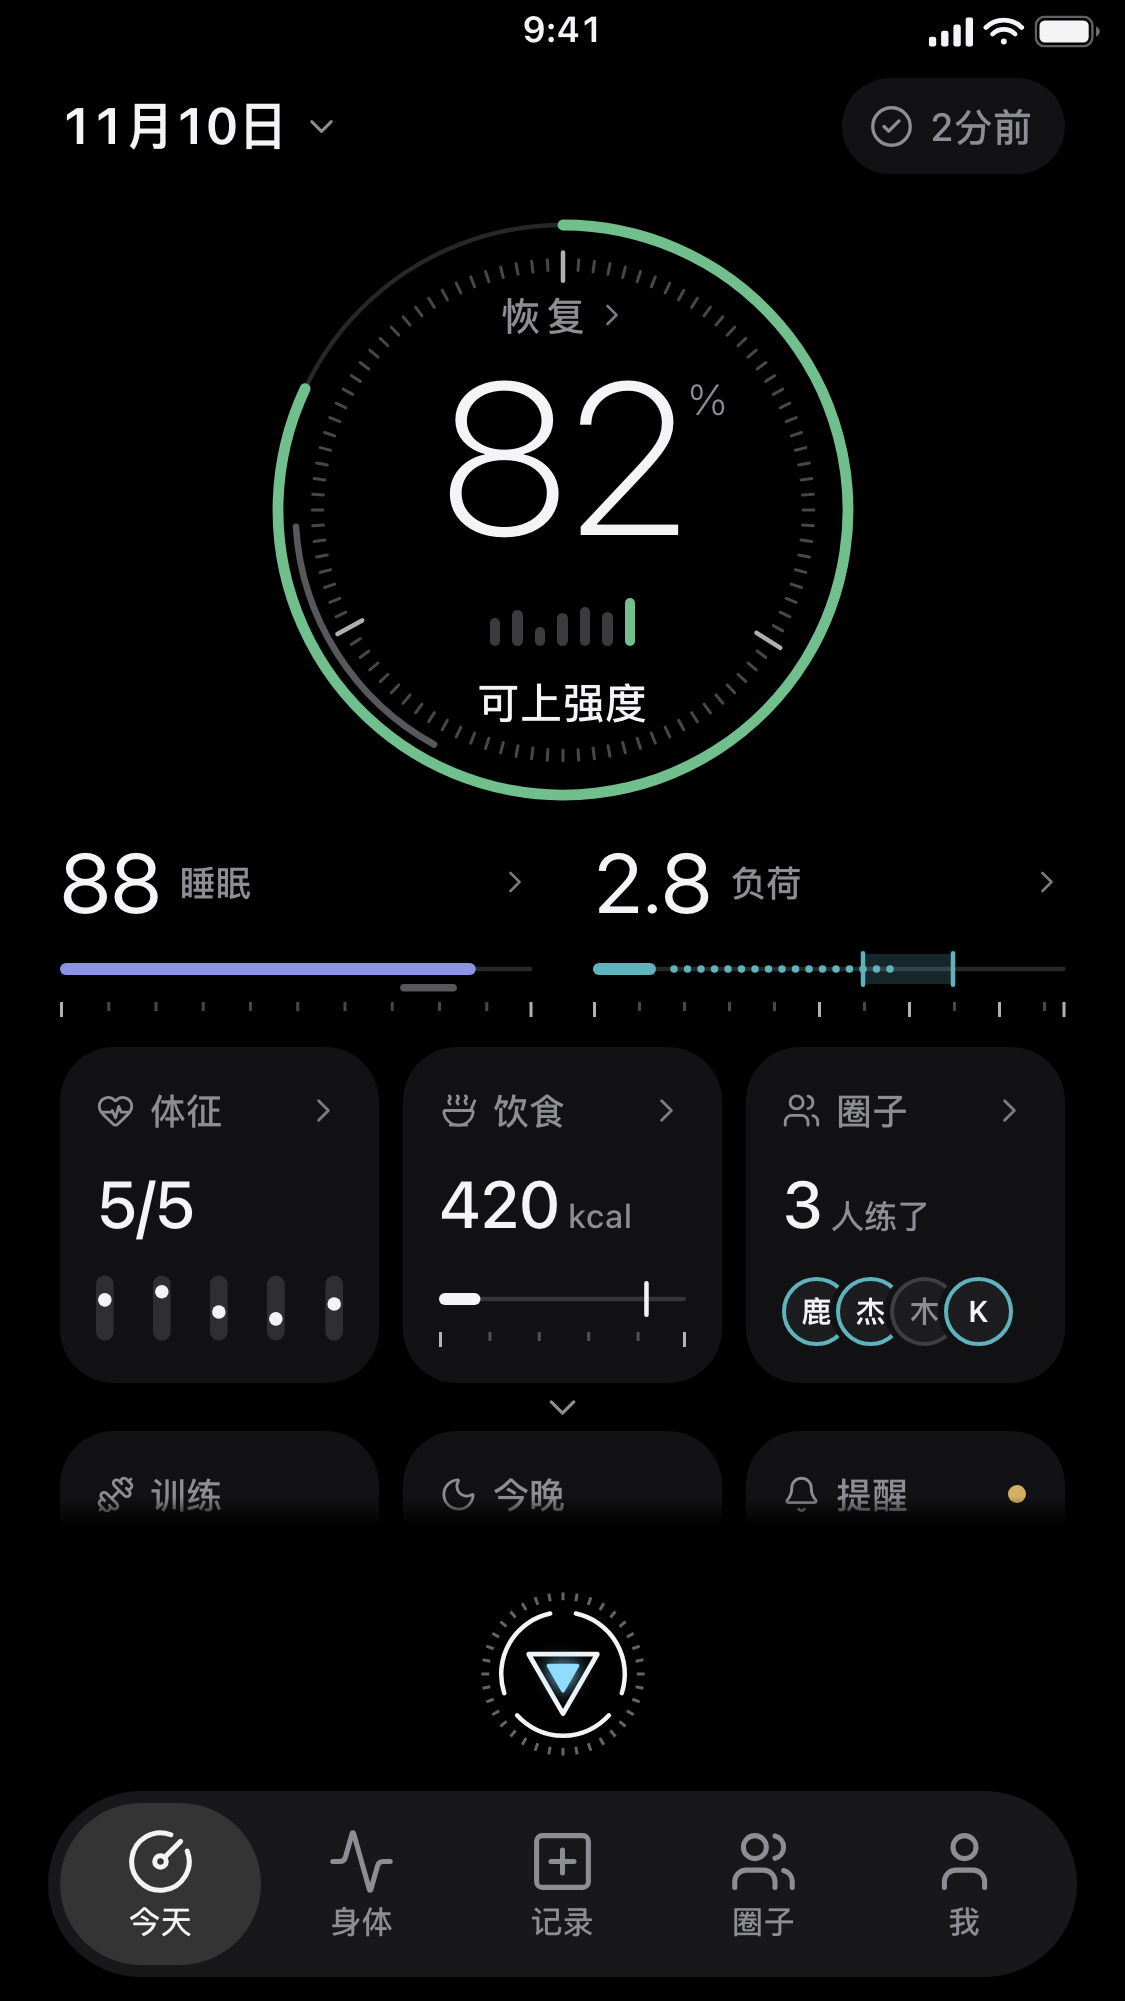 9:41
11月10日
2分前
恢复
82%
可上强度
88 睡眠
2.8 负荷
体征
饮食
圈子
5/5
420 kcal
3 人练了
鹿 杰 木 K
训练
今晚
提醒
今天
身体
记录
圈子
我